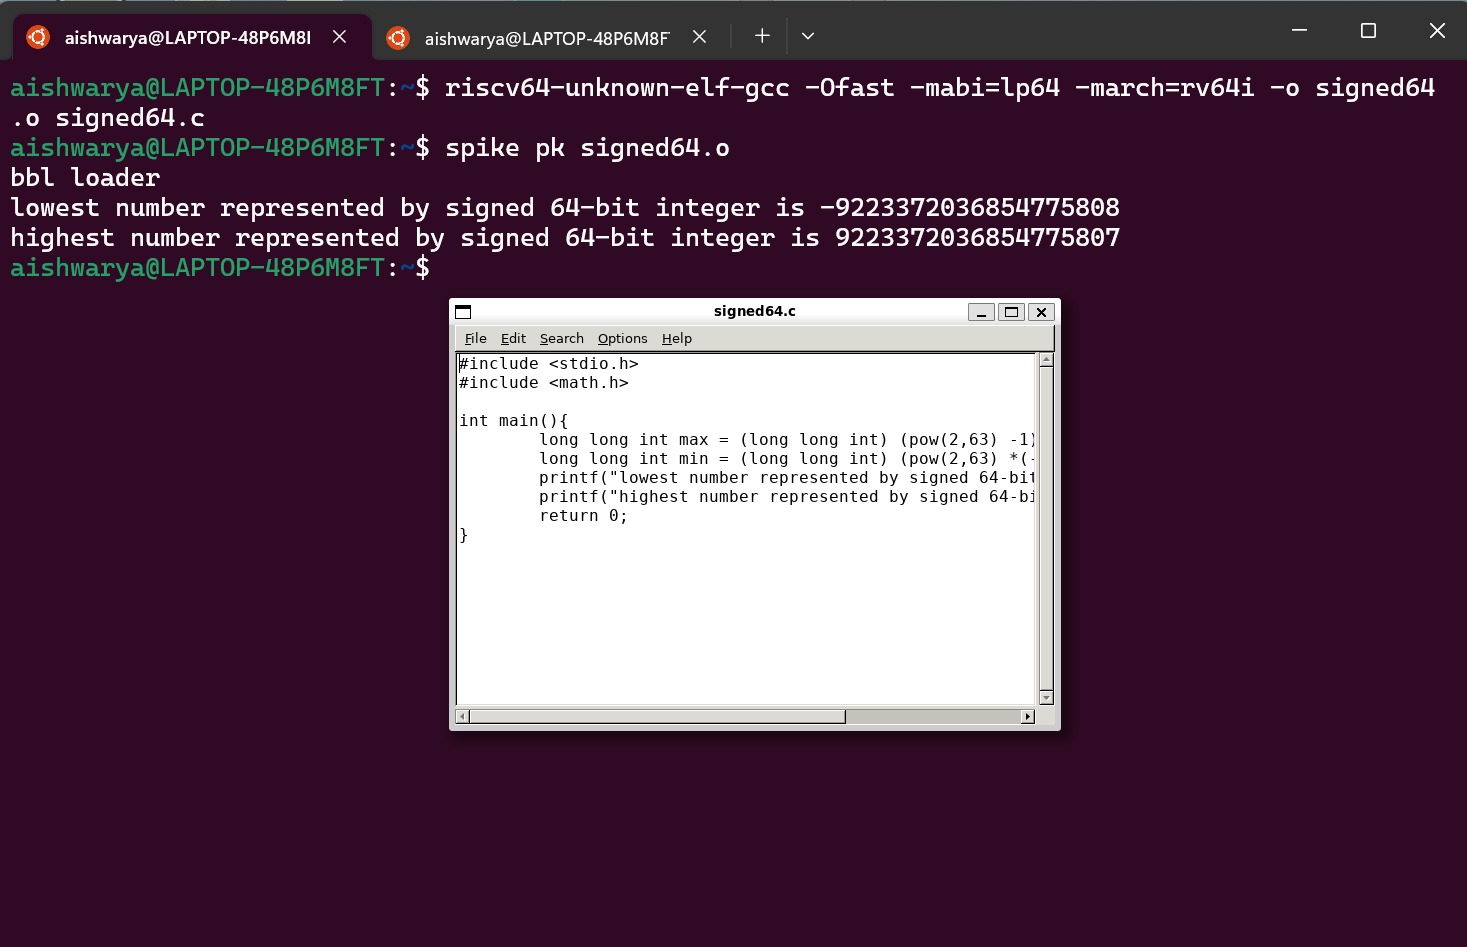 aishwarya@LAPTOP-48P6M8I
aishwarya@LAPTOP-48P6M8F
aishwarya@LAPTOP-48P6M8FT:~$ riscv64-unknown-elf-gcc -Ofast -mabi=lp64 -march=rv64i -o signed64
.o signed64.c
aishwarya@LAPTOP-48P6M8FT:~$ spike pk signed64.o
bbl loader
lowest number represented by signed 64-bit integer is -9223372036854775808
highest number represented by signed 64-bit integer is 9223372036854775807
aishwarya@LAPTOP-48P6M8FT:~$
signed64.c
File Edit Search Options Help
#include <stdio.h>
#include <math.h>
int main(){
long long int max = (long long int) (pow(2,63) -1)
long long int min = (long long int) (pow(2,63) *(-
printf("lowest number represented by signed 64-bit
printf("highest number represented by signed 64-bi
return 0;
}